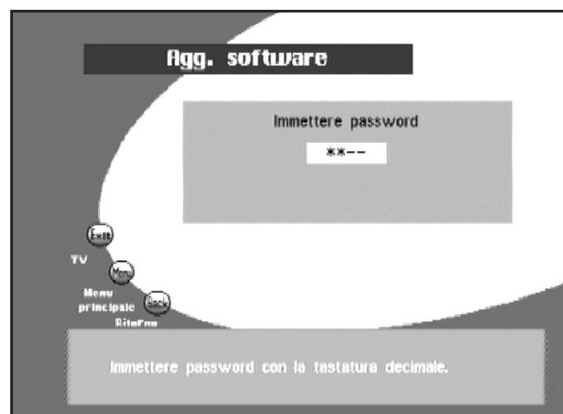 Agg. software
Immettere password
**--
Exit
TV
Menu
Menu
principale
Back
Ritorno
Immettere password con la tastatura decimale.